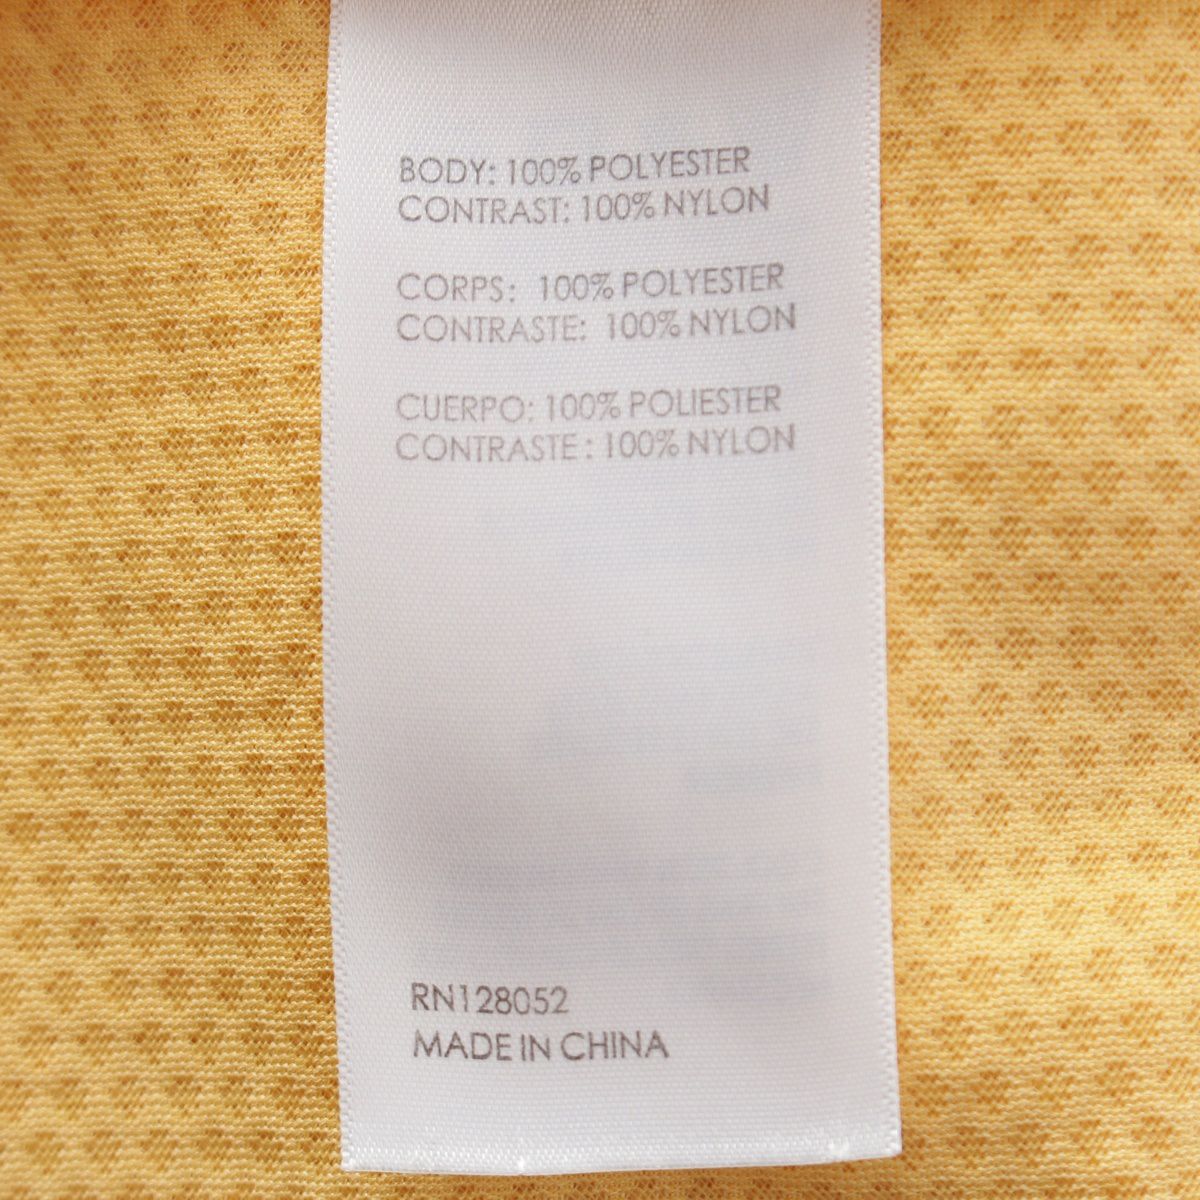 BODY: 100% POLYESTER
CONTRAST: 100% NYLON
CORPS: 100% POLYESTER
CONTRASTE: 100% NYLON
CUERPO: 100% POLIESTER
CONTRASTE : 100% NYLON
RN128052
MADE IN CHINA